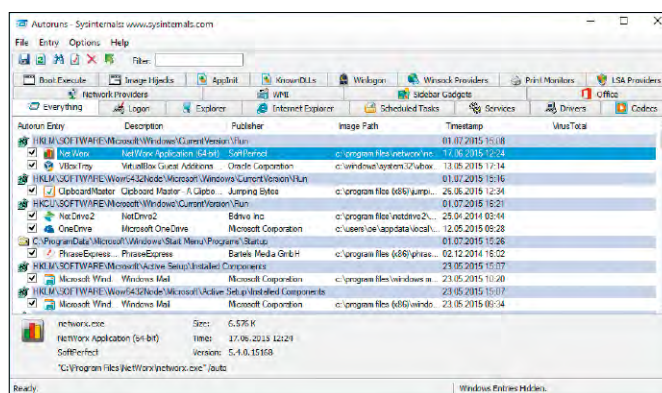 Autoruns - Sysinternals: www.sysinternals.com
File Entry Options Help
Filter:
Boot Execute Image Hijacks AppInit KnownDLLs Winlogon Winsock Providers Print Monitors LSA Providers
Network Providers WMI Sidebar Gadgets Office
Everything Logon Explorer Internet Explorer Scheduled Tasks Services Drivers Codecs
Autorun Entry Description Publisher Image Path Timestamp VirusTotal
HKLM\SOFTWARE\Microsoft\Windows\CurrentVersion\Run 01.07.2015 15:08
NetWorx NetWorx Application (64-bit) SoftPerfect c:\program files\networx\ne... 17.06.2015 12:24
VBoxTray VirtualBox Guest Additions ... Oracle Corporation c:\windows\system32\vbox... 13.05.2015 17:14
HKLM\SOFTWARE\Wow6432Node\Microsoft\Windows\CurrentVersion\Run 01.07.2015 15:16
ClipboardMaster Clipboard Master - A Clipbo... Jumping Bytes c:\program files (x86)\jumpi... 26.06.2015 12:34
HKCU\SOFTWARE\Microsoft\Windows\CurrentVersion\Run 01.07.2015 16:21
NetDrive2 NetDrive2 Bdrive Inc c:\program files\netdrive2\... 25.04.2014 03:44
OneDrive Microsoft OneDrive Microsoft Corporation c:\users\pe\appdata\local\... 12.05.2015 09:28
C:\ProgramData\Microsoft\Windows\Start Menu\Programs\Startup 01.07.2015 15:26
PhraseExpress.... PhraseExpress Bartels Media GmbH c:\program files (x86)\phras... 02.12.2014 16:02
HKLM\SOFTWARE\Microsoft\Active Setup\Installed Components 23.05.2015 15:07
Microsoft Wind... Windows Mail Microsoft Corporation c:\program files\windows m... 23.05.2015 10:20
HKLM\SOFTWARE\Wow6432Node\Microsoft\Active Setup\Installed Components 23.05.2015 15:07
Microsoft Wind... Windows Mail Microsoft Corporation c:\program files (x86)\windo... 23.05.2015 09:34
networx.exe Size: 6.576 K
NetWorx Application (64-bit) Time: 17.06.2015 12:24
SoftPerfect Version: 5.4.0.15168
"C:\Program Files\NetWorx\networx.exe" /auto
Ready. Windows Entries Hidden.